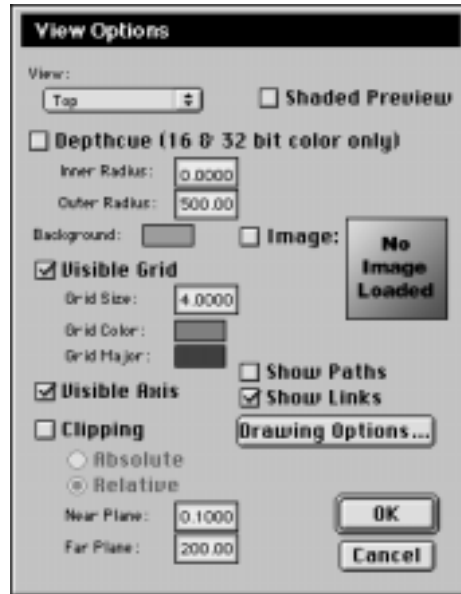 View Options
View:
Top
Shaded Preview
Depthcue (16 & 32 bit color only)
Inner Radius: 0.0000
Outer Radius: 500.00
Background:
Image:
No
Image
Loaded
Visible Grid
Grid Size: 4.0000
Grid Color:
Grid Major:
Show Paths
Visible Axis
Show Links
Clipping
Drawing Options...
Absolute
Relative
Near Plane: 0.1000
OK
Far Plane: 200.00
Cancel